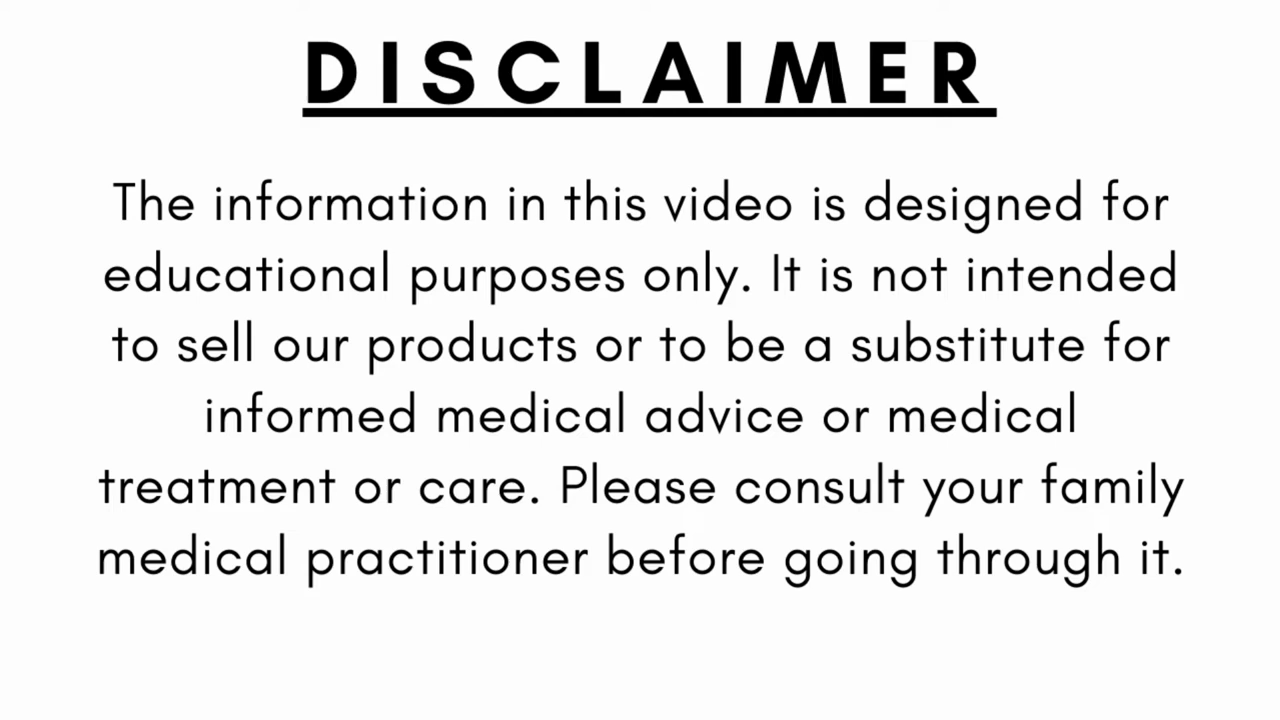 DISCLAIMER
The information in this video is designed for
educational purposes only. It is not intended
to sell our products or to be a substitute for
informed medical advice or medical
treatment or care. Please consult your family
medical practitioner before going through it.